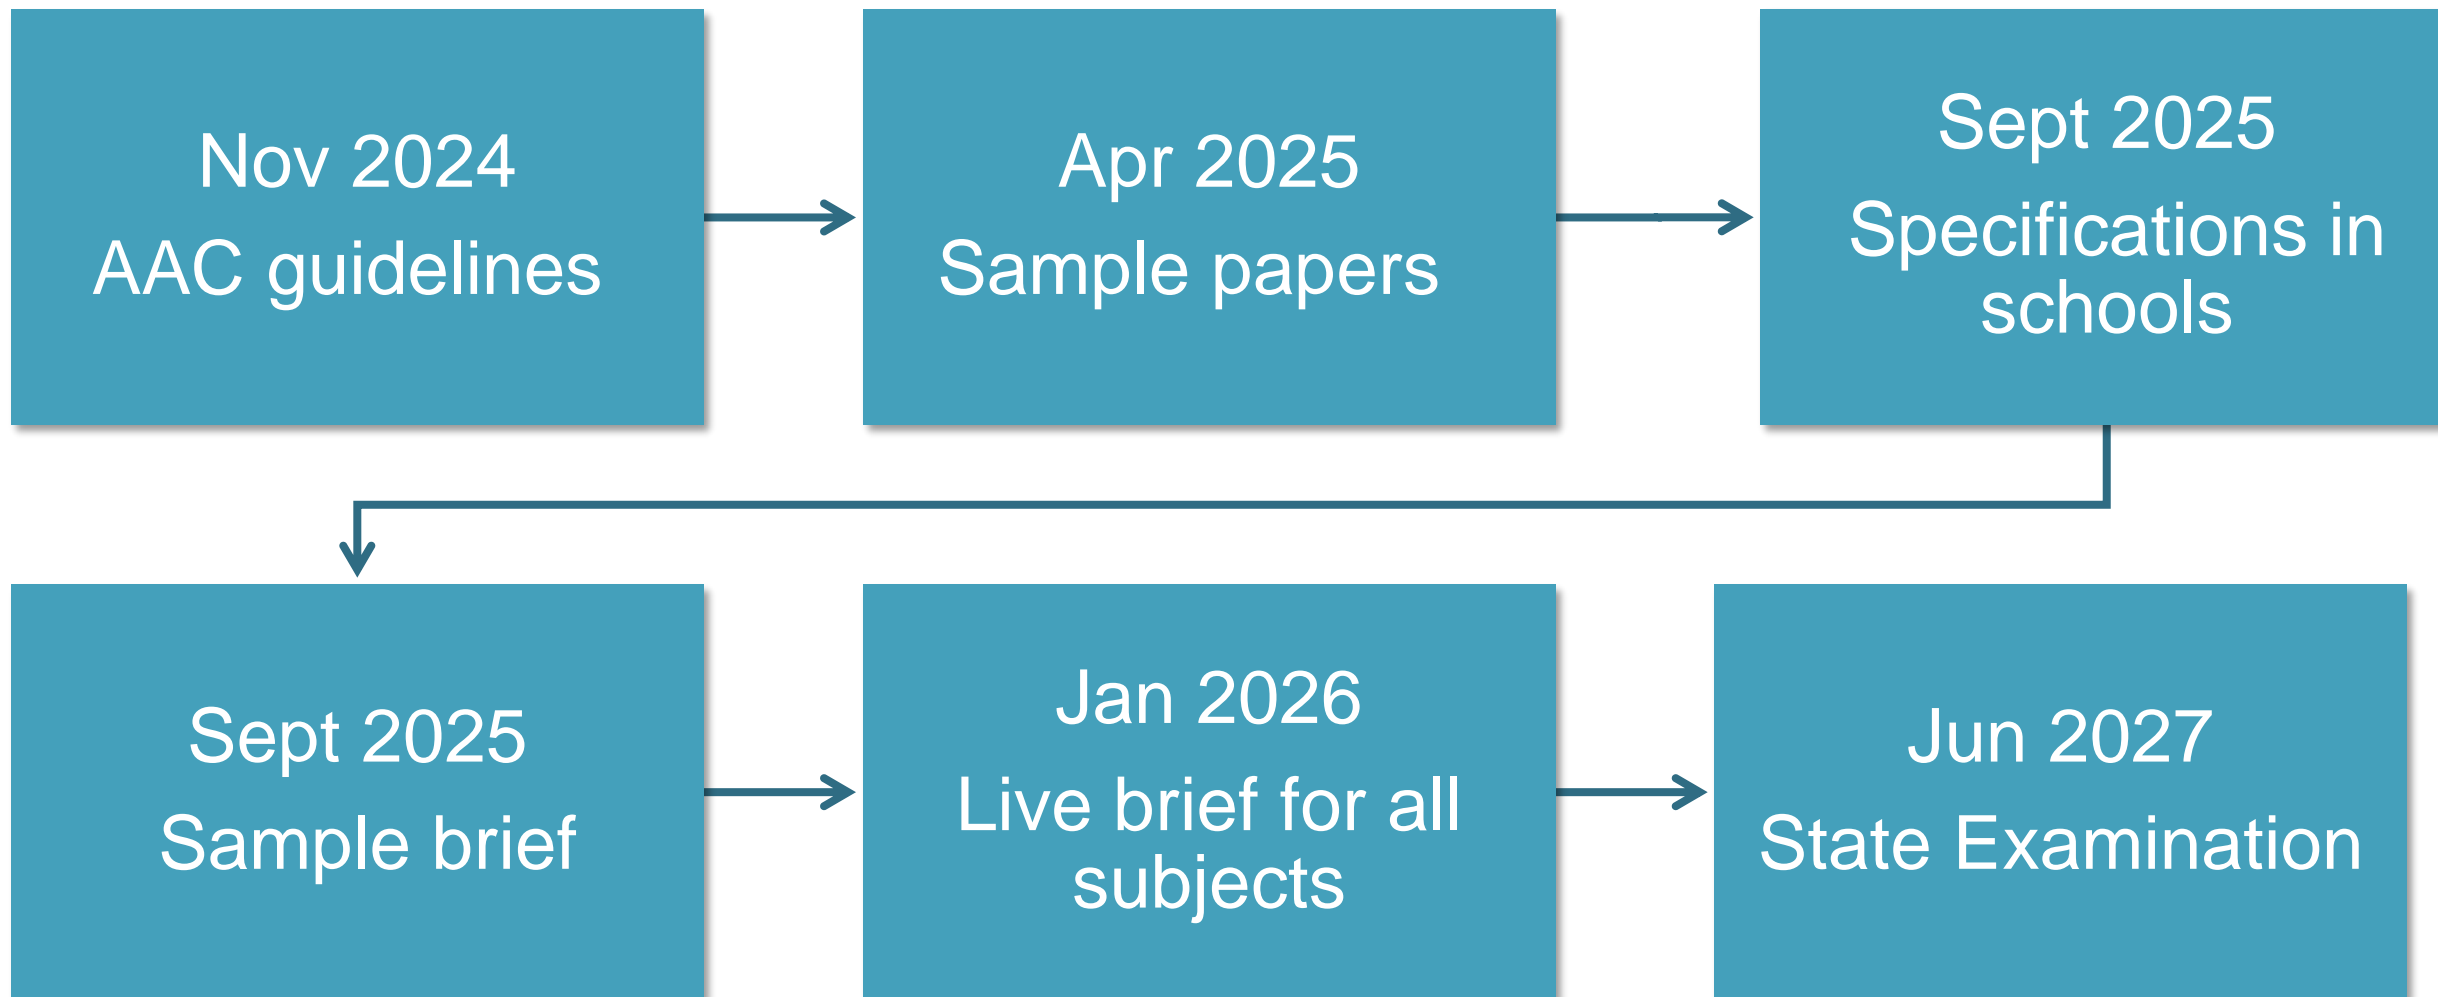 Nov 2024
AAC guidelines
Apr 2025
Sample papers
Sept 2025
Specifications in
schools
Sept 2025
Sample brief
Jan 2026
Live brief for all
subjects
Jun 2027
State Examination